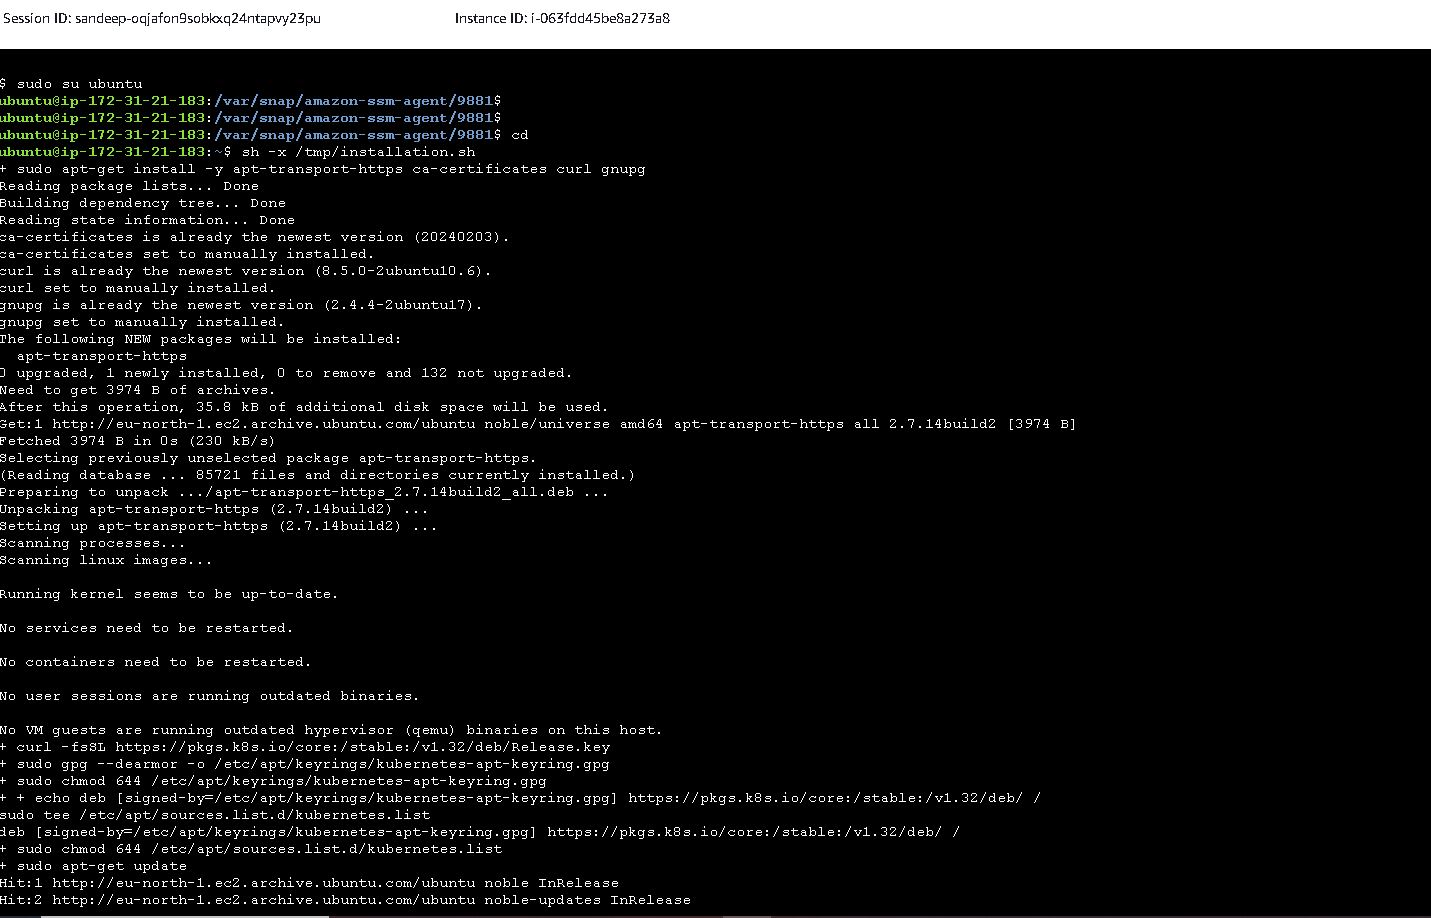 Session ID: sandeep-oqjafon9sobkxq24ntapvy23pu Instance ID: i-063fdd45be8a273a8
$ sudo su ubuntu
ubuntu@ip-172-31-21-183:/var/snap/amazon-ssm-agent/9881$
ubuntu@ip-172-31-21-183:/var/snap/amazon-ssm-agent/9881$
ubuntu@ip-172-31-21-183:/var/snap/amazon-ssm-agent/9881$ cd
ubuntu@ip-172-31-21-183:~$ sh -x /tmp/installation.sh
+ sudo apt-get install -y apt-transport-https ca-certificates curl gnupg
Reading package lists... Done
Building dependency tree... Done
Reading state information... Done
ca-certificates is already the newest version (20240203).
ca-certificates set to manually installed.
curl is already the newest version (8.5.0-2ubuntu10.6).
curl set to manually installed.
gnupg is already the newest version (2.4.4-2ubuntu17).
gnupg set to manually installed.
The following NEW packages will be installed:
  apt-transport-https
0 upgraded, 1 newly installed, 0 to remove and 132 not upgraded.
Need to get 3974 B of archives.
After this operation, 35.8 kB of additional disk space will be used.
Get:1 http://eu-north-1.ec2.archive.ubuntu.com/ubuntu noble/universe amd64 apt-transport-https all 2.7.14build2 [3974 B]
Fetched 3974 B in 0s (230 kB/s)
Selecting previously unselected package apt-transport-https.
(Reading database ... 85721 files and directories currently installed.)
Preparing to unpack .../apt-transport-https_2.7.14build2_all.deb ...
Unpacking apt-transport-https (2.7.14build2) ...
Setting up apt-transport-https (2.7.14build2) ...
Scanning processes...
Scanning linux images...
Running kernel seems to be up-to-date.
No services need to be restarted.
No containers need to be restarted.
No user sessions are running outdated binaries.
No VM guests are running outdated hypervisor (qemu) binaries on this host.
+ curl -fsSL https://pkgs.k8s.io/core:/stable:/v1.32/deb/Release.key
+ sudo gpg --dearmor -o /etc/apt/keyrings/kubernetes-apt-keyring.gpg
+ sudo chmod 644 /etc/apt/keyrings/kubernetes-apt-keyring.gpg
+ + echo deb [signed-by=/etc/apt/keyrings/kubernetes-apt-keyring.gpg] https://pkgs.k8s.io/core:/stable:/v1.32/deb/ /
sudo tee /etc/apt/sources.list.d/kubernetes.list
deb [signed-by=/etc/apt/keyrings/kubernetes-apt-keyring.gpg] https://pkgs.k8s.io/core:/stable:/v1.32/deb/ /
+ sudo chmod 644 /etc/apt/sources.list.d/kubernetes.list
+ sudo apt-get update
Hit:1 http://eu-north-1.ec2.archive.ubuntu.com/ubuntu noble InRelease
Hit:2 http://eu-north-1.ec2.archive.ubuntu.com/ubuntu noble-updates InRelease